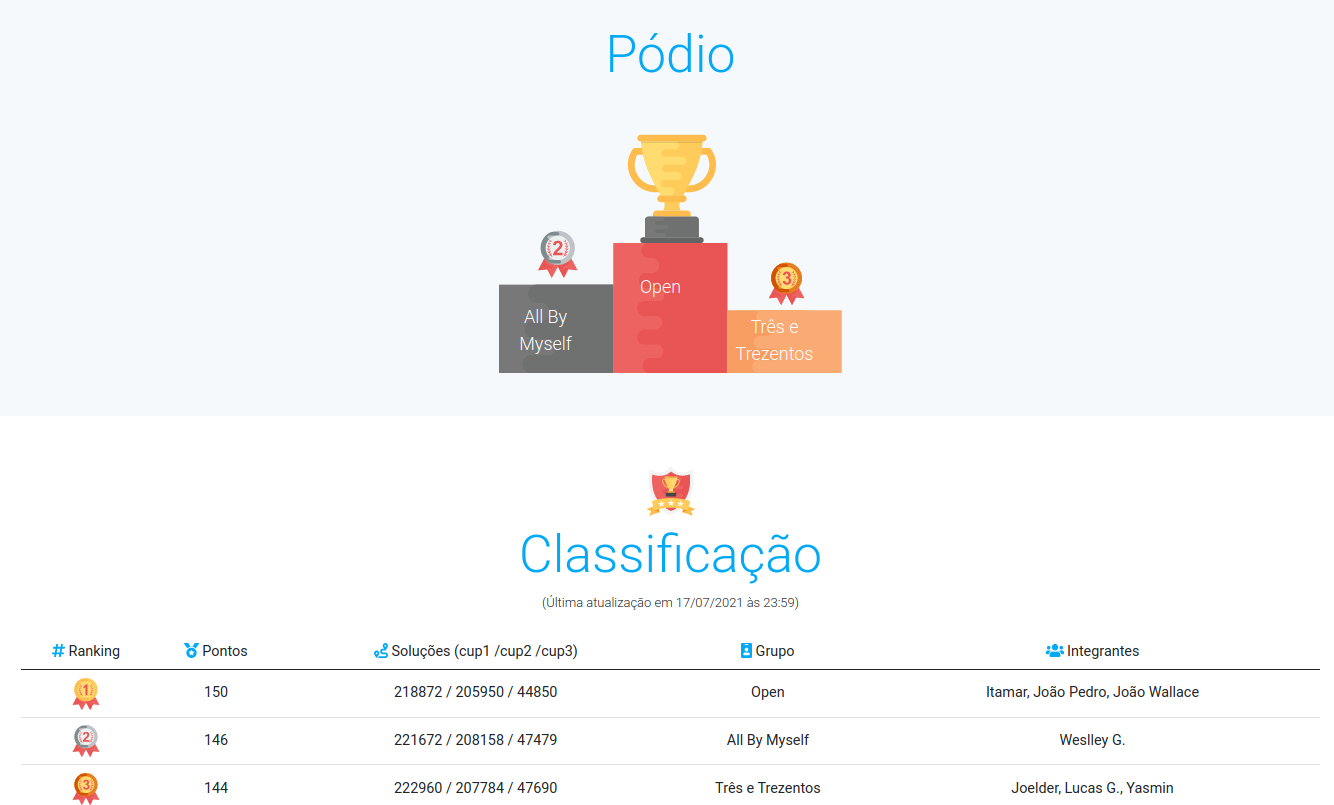 Pódio
2
Open
3
All By
Myself
Três e
Trezentos
Classificação
(Última atualização em 17/07/2021 às 23:59)
# Ranking Pontos Soluções (cup1 /cup2 /cup3) Grupo Integrantes
1 150 218872 / 205950 / 44850 Open Itamar, João Pedro, João Wallace
2 146 221672 / 208158 / 47479 All By Myself Weslley G.
3 144 222960 / 207784 / 47690 Três e Trezentos Joelder, Lucas G., Yasmin